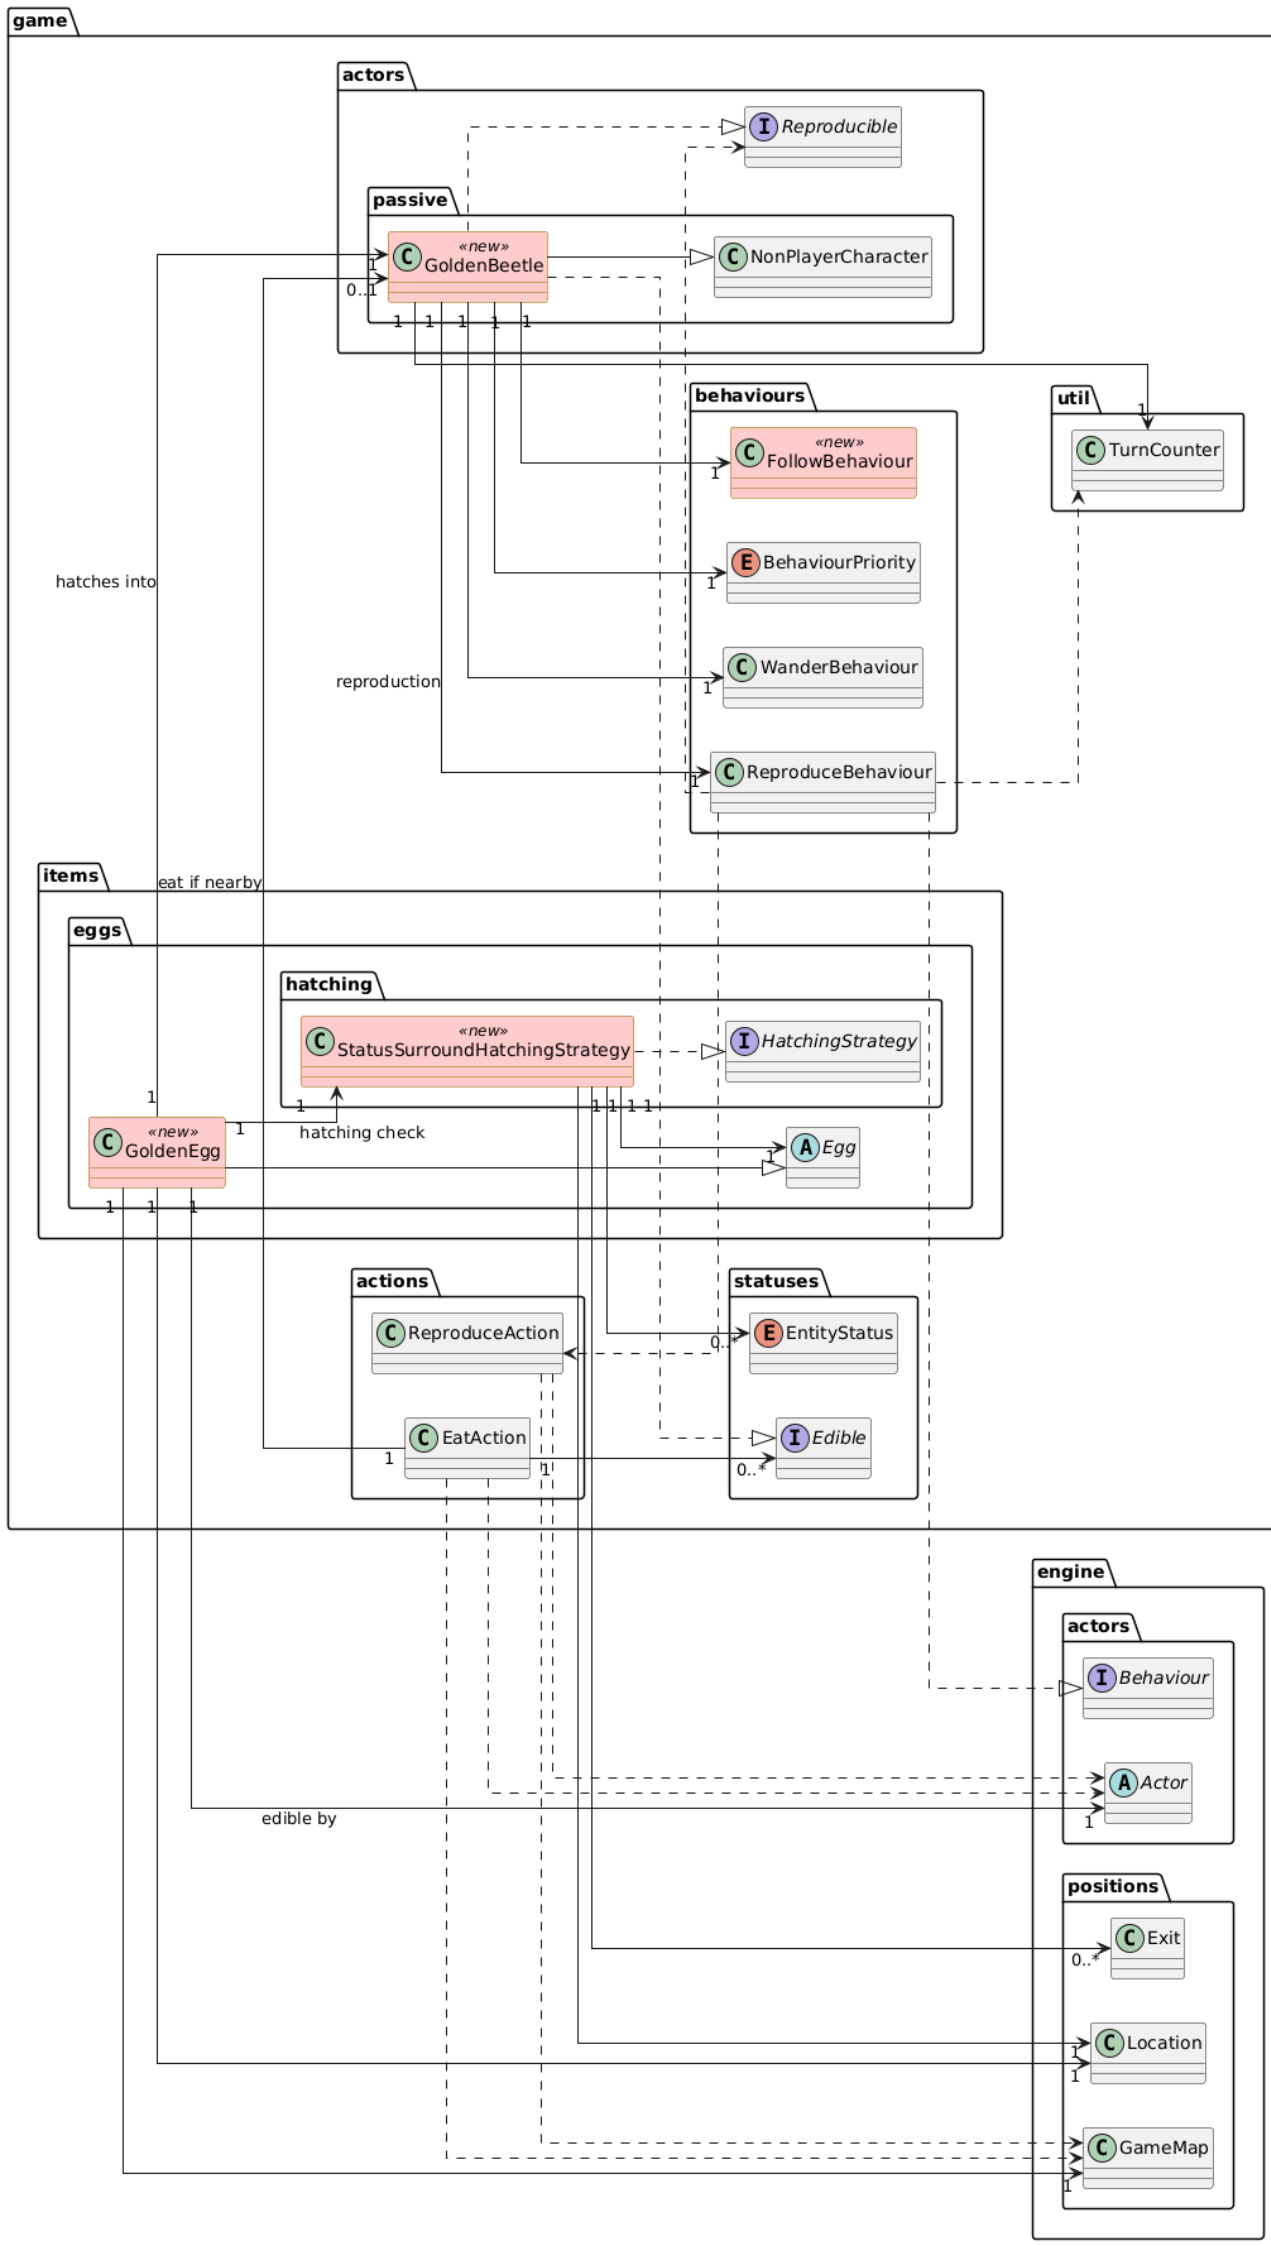 game
actors
I Reproducible
passive
«new»
C GoldenBeetle
C NonPlayerCharacter
1
0..1
1 1 1 1 1
behaviours
util
1
«new»
C FollowBehaviour
1
C TurnCounter
E BehaviourPriority
1
hatches into
C WanderBehaviour
1
reproduction
C ReproduceBehaviour
1
items
eat if nearby
eggs
hatching
«new»
C StatusSurroundHatchingStrategy
I HatchingStrategy
1
1
1 1 1 1
«new»
C GoldenEgg
1
hatching check
A Egg
1
1 1 1
actions
statuses
C ReproduceAction
E EntityStatus
0..*
C EatAction
I Edible
1
1
0..*
engine
actors
I Behaviour
A Actor
edible by
1
positions
C Exit
0..*
C Location
1
1
C GameMap
1